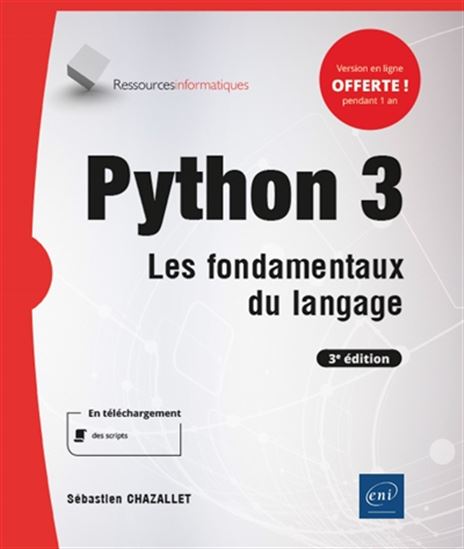 Ressourcesinformatiques
Version en ligne
OFFERTE !
pendant 1 an
Python 3
Les fondamentaux
du langage
3e édition
En téléchargement
des scripts
Sébastien CHAZALLET
eni